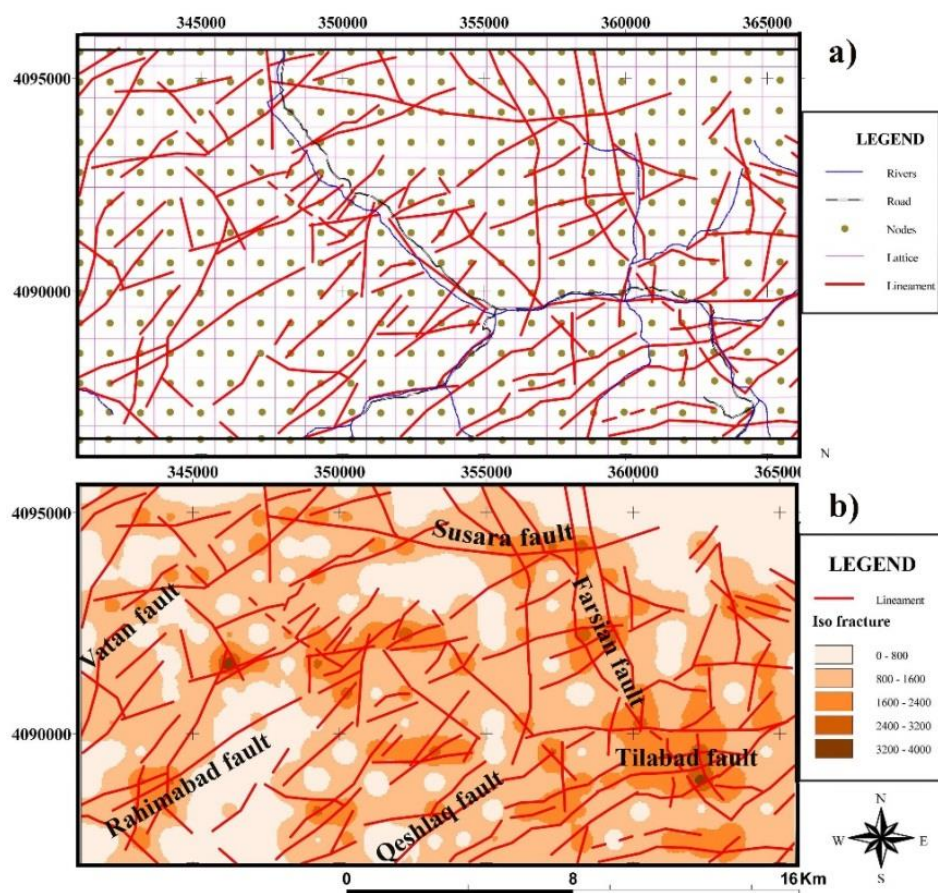 345000 350000 355000 360000 365000
a)
4095000
4090000
LEGEND
Rivers
Road
Nodes
Lattice
Lineament
N
345000 350000 355000 360000 365000
b)
4095000
4090000
Susara fault
Vatan fault
Farsian fault
Rahimabad fault
Tilabad fault
Qeshlaq fault
LEGEND
Lineament
Iso fracture
0 - 800
800 - 1600
1600 - 2400
2400 - 3200
3200 - 4000
N
W E
S
0 8 16 Km